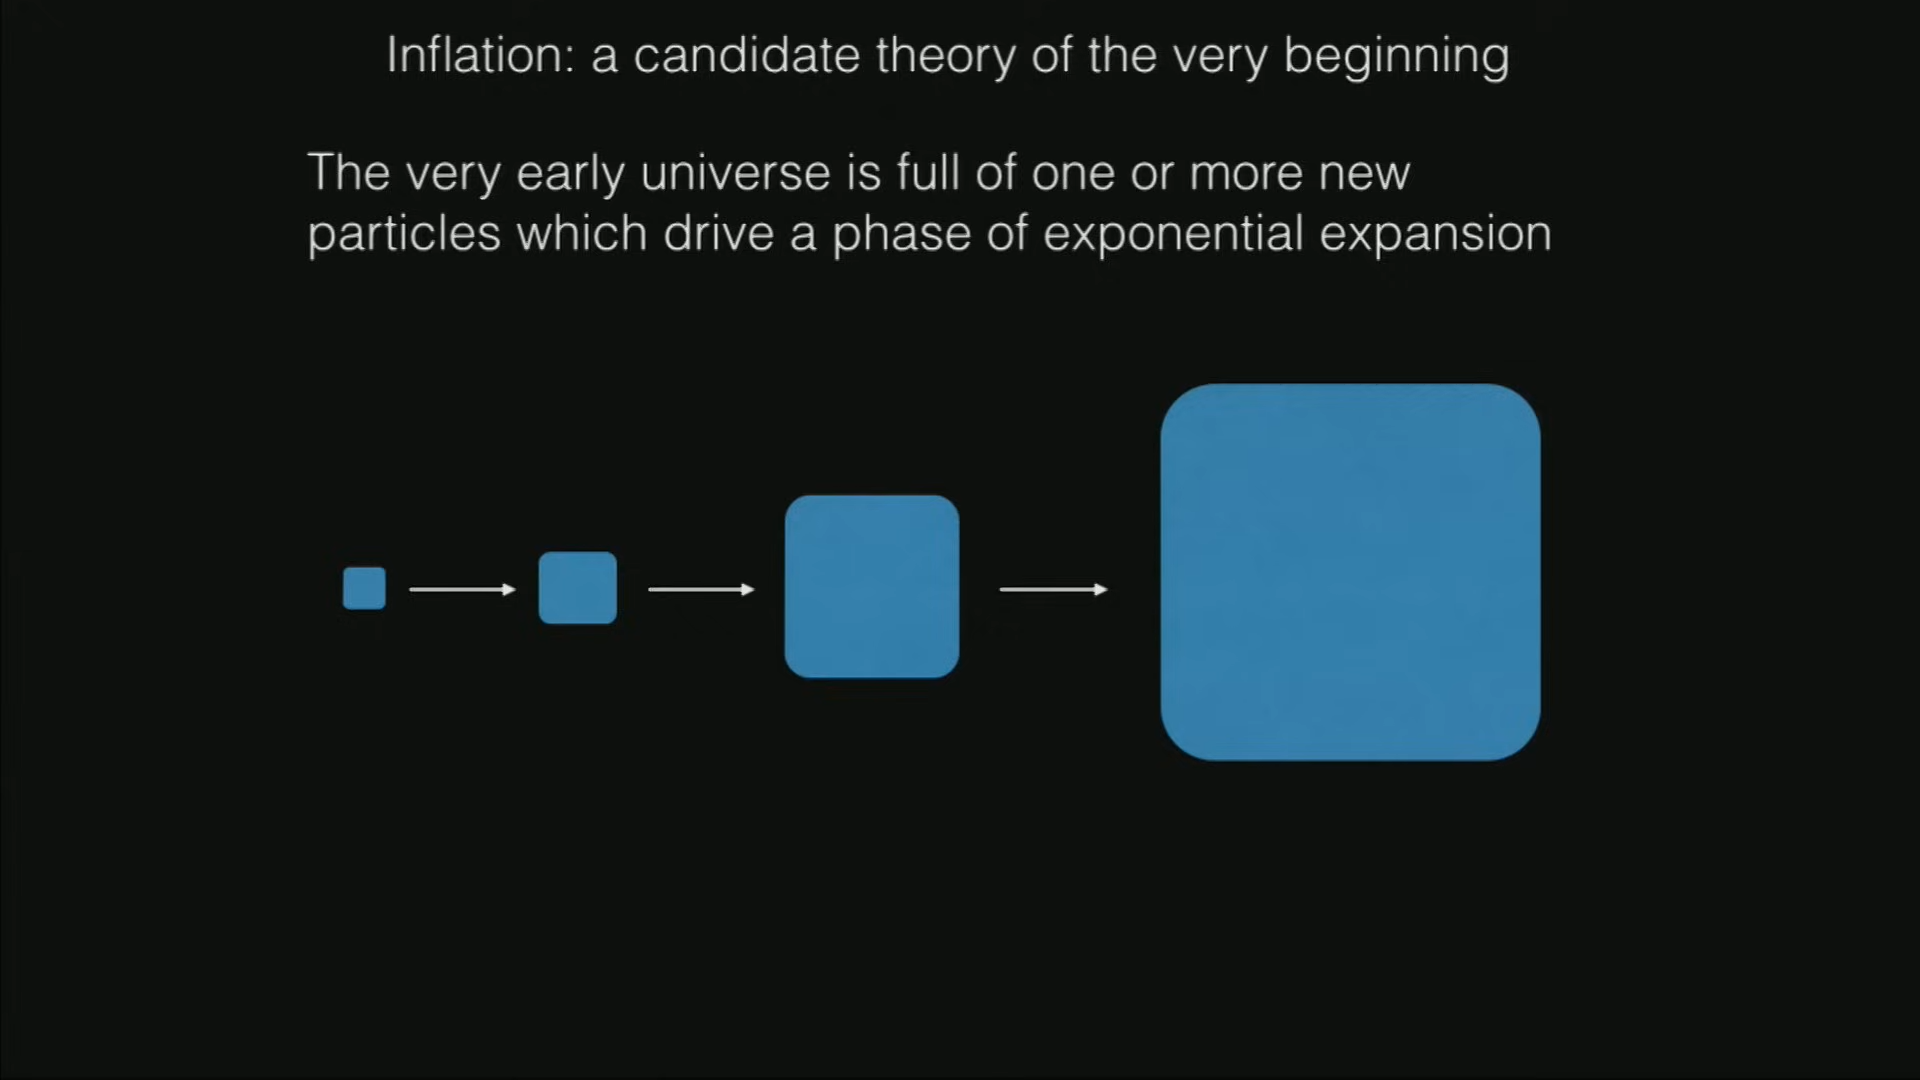 Inflation: a candidate theory of the very beginning
The very early universe is full of one or more new
particles which drive a phase of exponential expansion